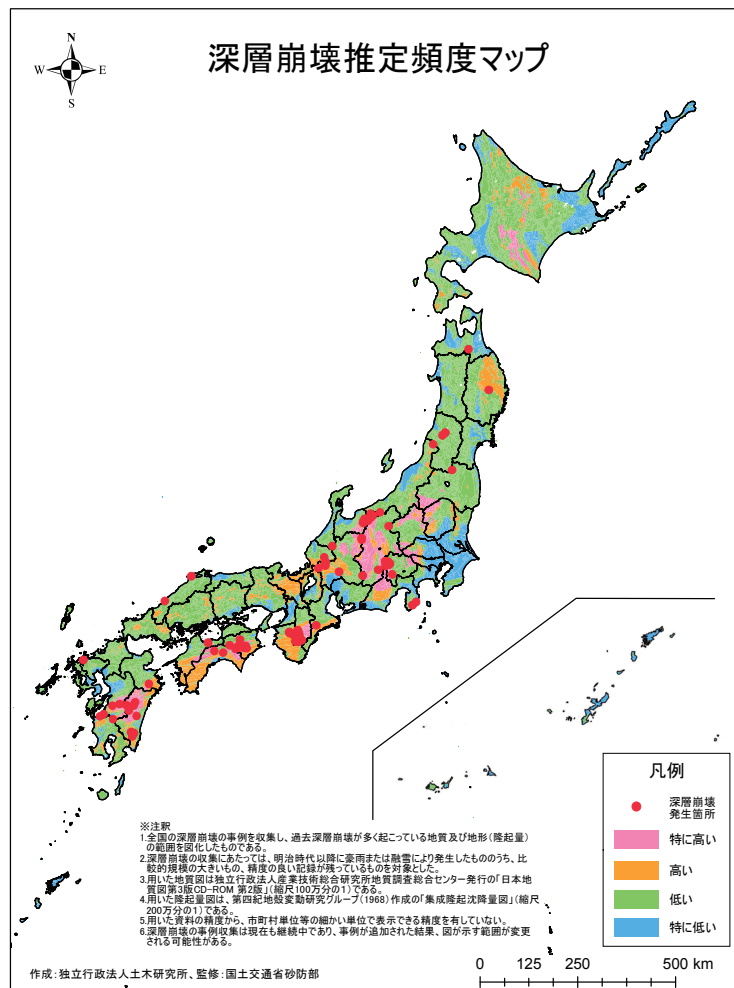 深層崩壊推定頻度マップ
N
W E
S
凡例
深層崩壊
発生箇所
特に高い
高い
低い
特に低い
※注釈
1.全国の深層崩壊の事例を収集し、過去深層崩壊が多く起こっている地質及び地形(隆起量)
の範囲を図化したものである。
2.深層崩壊の収集にあたっては、明治時代以降に豪雨または融雪により発生したもののうち、比
較的規模の大きいもの、精度の良い記録が残っているものを対象とした。
3.用いた地質図は独立行政法人産業技術総合研究所地質調査総合センター発行の「日本地
質図第3版CD-ROM 第2版」(縮尺100万分の1)である。
4.用いた隆起量図は、第四紀地殻変動研究グループ(1968)作成の「集成隆起沈降量図」(縮尺
200万分の1)である。
5.用いた資料の精度から、市町村単位等の細かい単位で表示できる精度を有していない。
6.深層崩壊の事例収集は現在も継続中であり、事例が追加された結果、図が示す範囲が変更
される可能性がある。
作成:独立行政法人土木研究所、監修:国土交通省砂防部
0 125 250 500 km